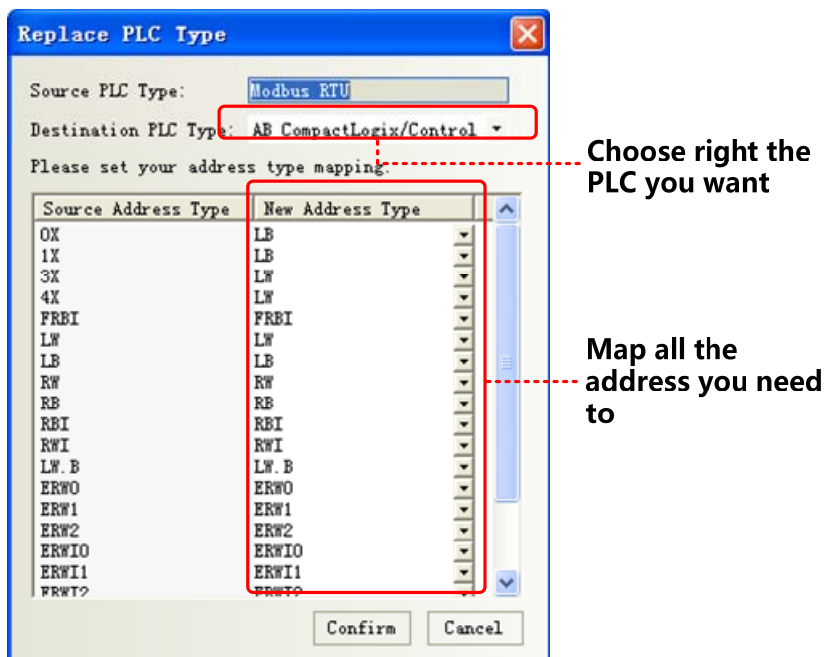 Replace PLC Type
Source PLC Type: Modbus RTU
Destination PLC Type: AB CompactLogix/Control
Choose right the
PLC you want
Please set your address type mapping:
Source Address Type New Address Type
0X LB
1X LB
3X LW
4X LW
FRBI FRBI
LW LW
LB LB
RW RW
RB RB
RBI RBI
RWI RWI
LW.B LW.B
ERW0 ERW0
ERW1 ERW1
ERW2 ERW2
ERWI0 ERWI0
ERWI1 ERWI1
ERWI2 ERWI2
Map all the
address you need
to
Confirm Cancel